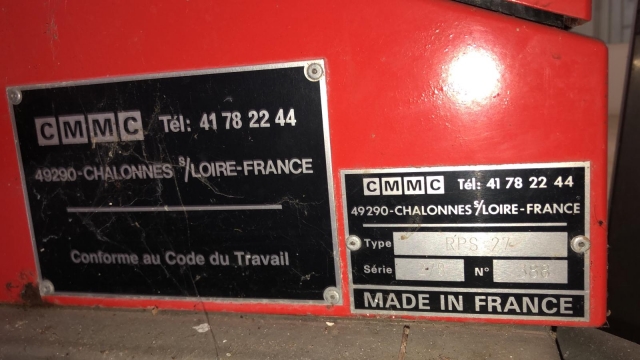 CMMC Tél: 41 78 22 44
49290-CHALONNES S/LOIRE-FRANCE
Conforme au Code du Travail
CMMC Tél: 41 78 22 44
49290-CHALONNES S/LOIRE-FRANCE
Type RPS
Série N°
MADE IN FRANCE